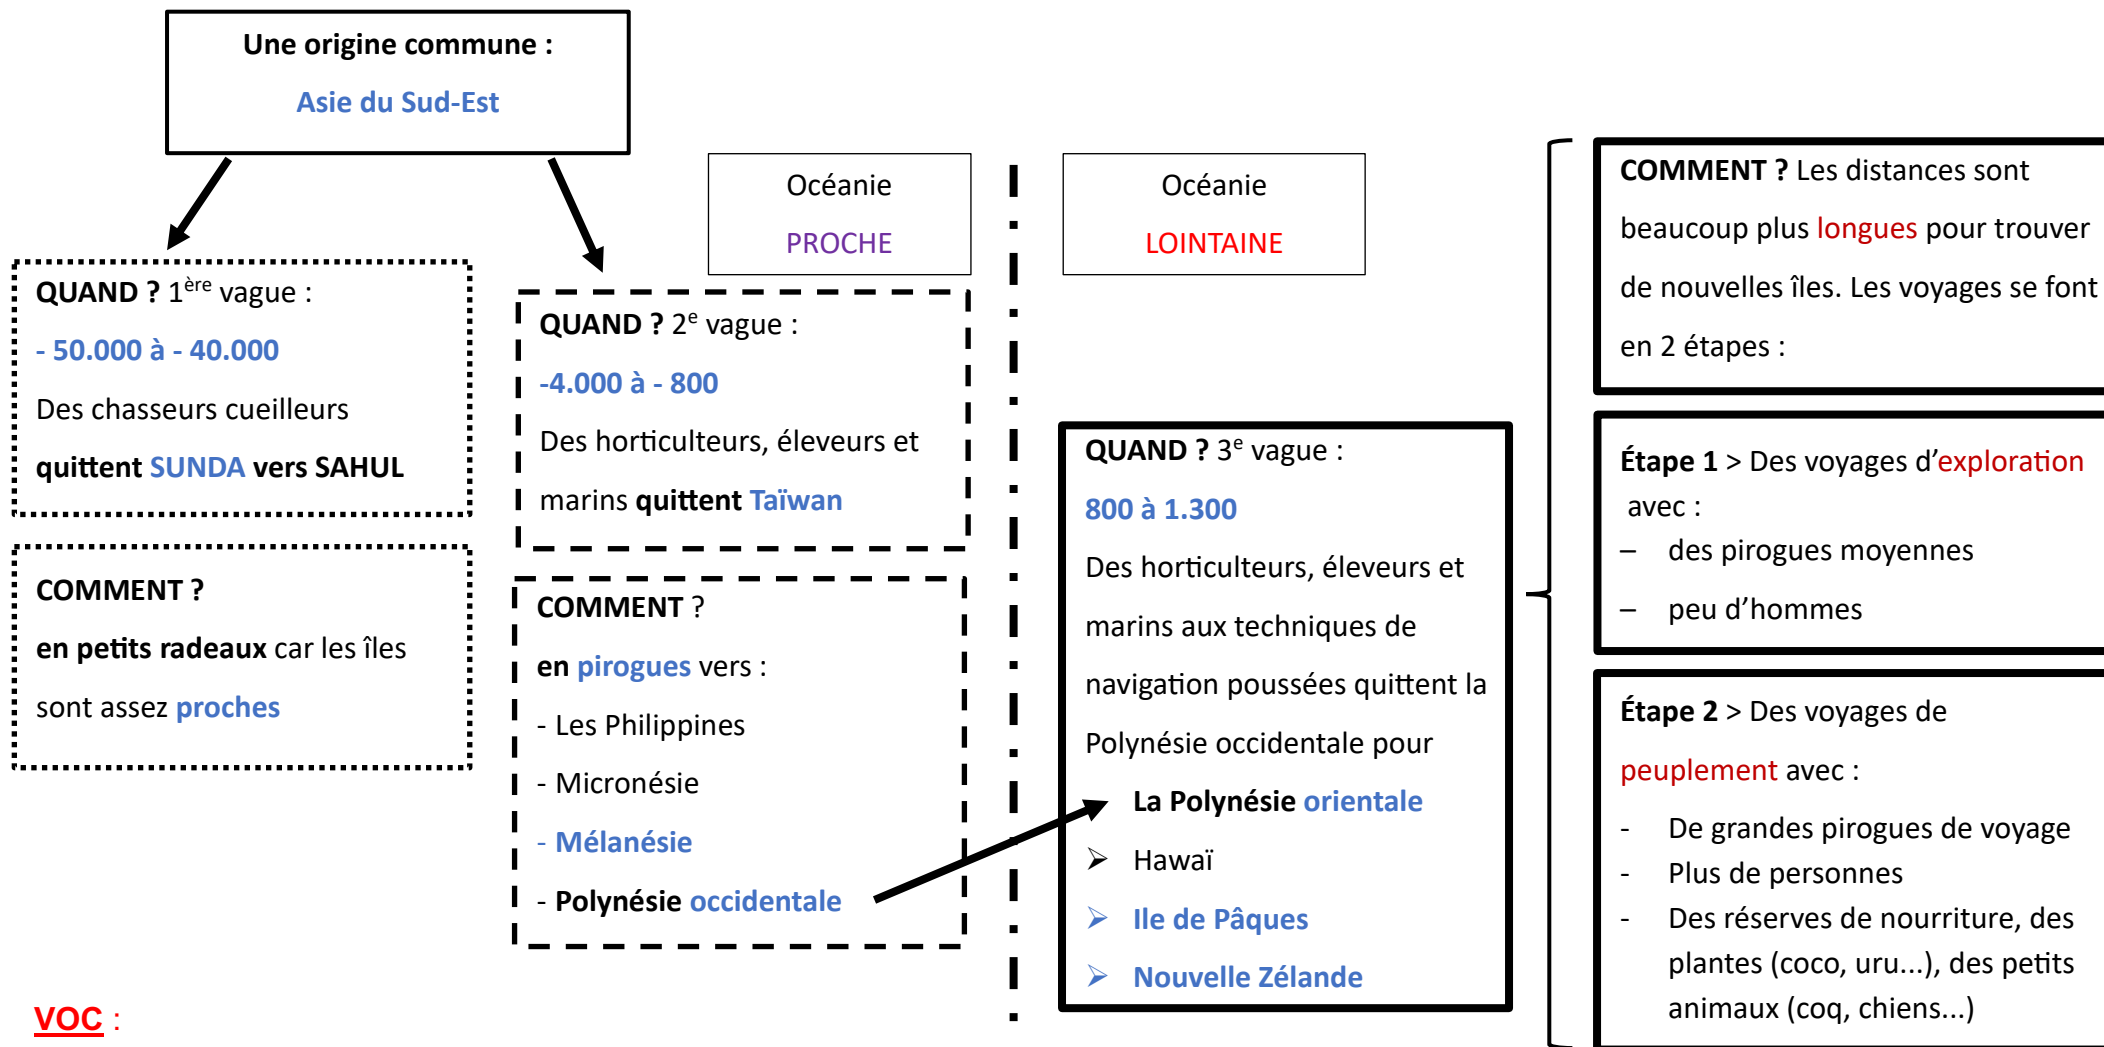 Une origine commune :
Asie du Sud-Est
Océanie
PROCHE
Océanie
LOINTAINE
QUAND ? 1ère vague :
- 50.000 à - 40.000
Des chasseurs cueilleurs
quittent SUNDA vers SAHUL
COMMENT ?
en petits radeaux car les îles
sont assez proches
QUAND ? 2e vague :
-4.000 à - 800
Des horticulteurs, éleveurs et
marins quittent Taïwan
COMMENT ?
en pirogues vers :
- Les Philippines
- Micronésie
- Mélanésie
- Polynésie occidentale
QUAND ? 3e vague :
800 à 1.300
Des horticulteurs, éleveurs et
marins aux techniques de
navigation poussées quittent la
Polynésie occidentale pour
La Polynésie orientale
➢ Hawaï
➢ Ile de Pâques
➢ Nouvelle Zélande
COMMENT ? Les distances sont
beaucoup plus longues pour trouver
de nouvelles îles. Les voyages se font
en 2 étapes :
Étape 1 > Des voyages d'exploration
avec :
– des pirogues moyennes
– peu d'hommes
Étape 2 > Des voyages de
peuplement avec :
- De grandes pirogues de voyage
- Plus de personnes
- Des réserves de nourriture, des
plantes (coco, uru...), des petits
animaux (coq, chiens...)
VOC :